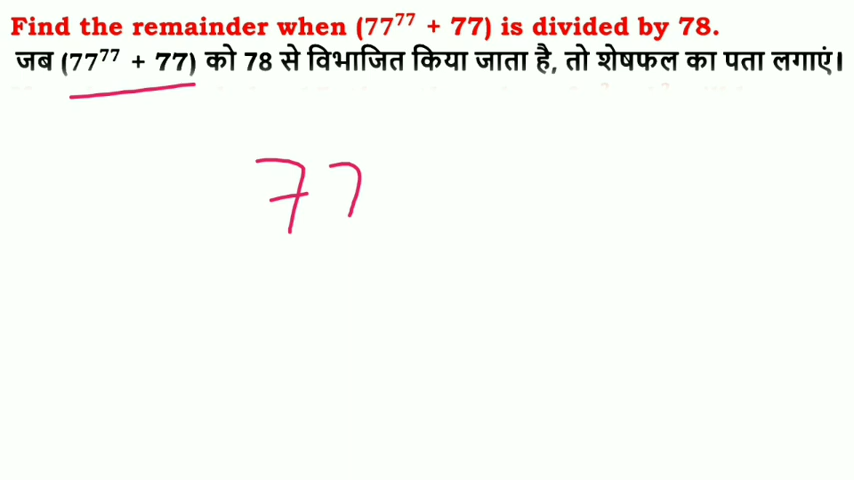 Find the remainder when (77⁷⁷ + 77) is divided by 78.
जब (77⁷⁷ + 77) को 78 से विभाजित किया जाता है, तो शेषफल का पता लगाएं।
77